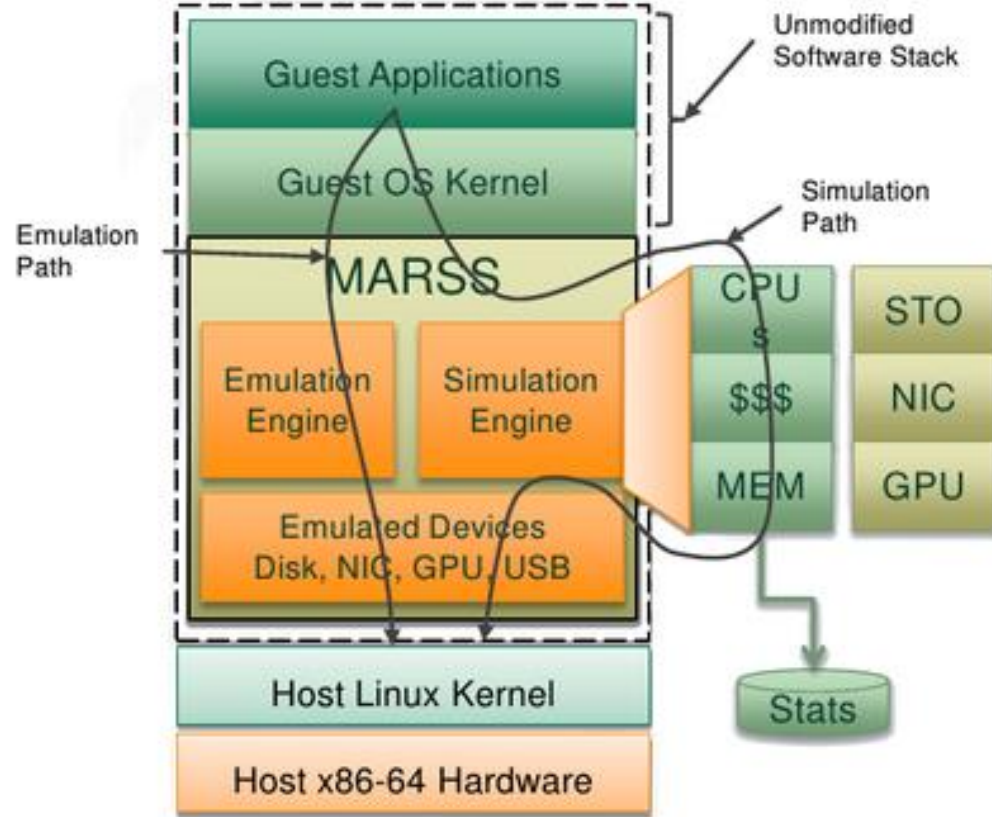 Unmodified
Software Stack
Guest Applications
Guest OS Kernel
Simulation
Path
Emulation
Path
MARSS
CPU
s
STO
Emulation
Engine
Simulation
Engine
$$$
NIC
MEM
GPU
Emulated Devices
Disk, NIC, GPU, USB
Host Linux Kernel
Stats
Host x86-64 Hardware